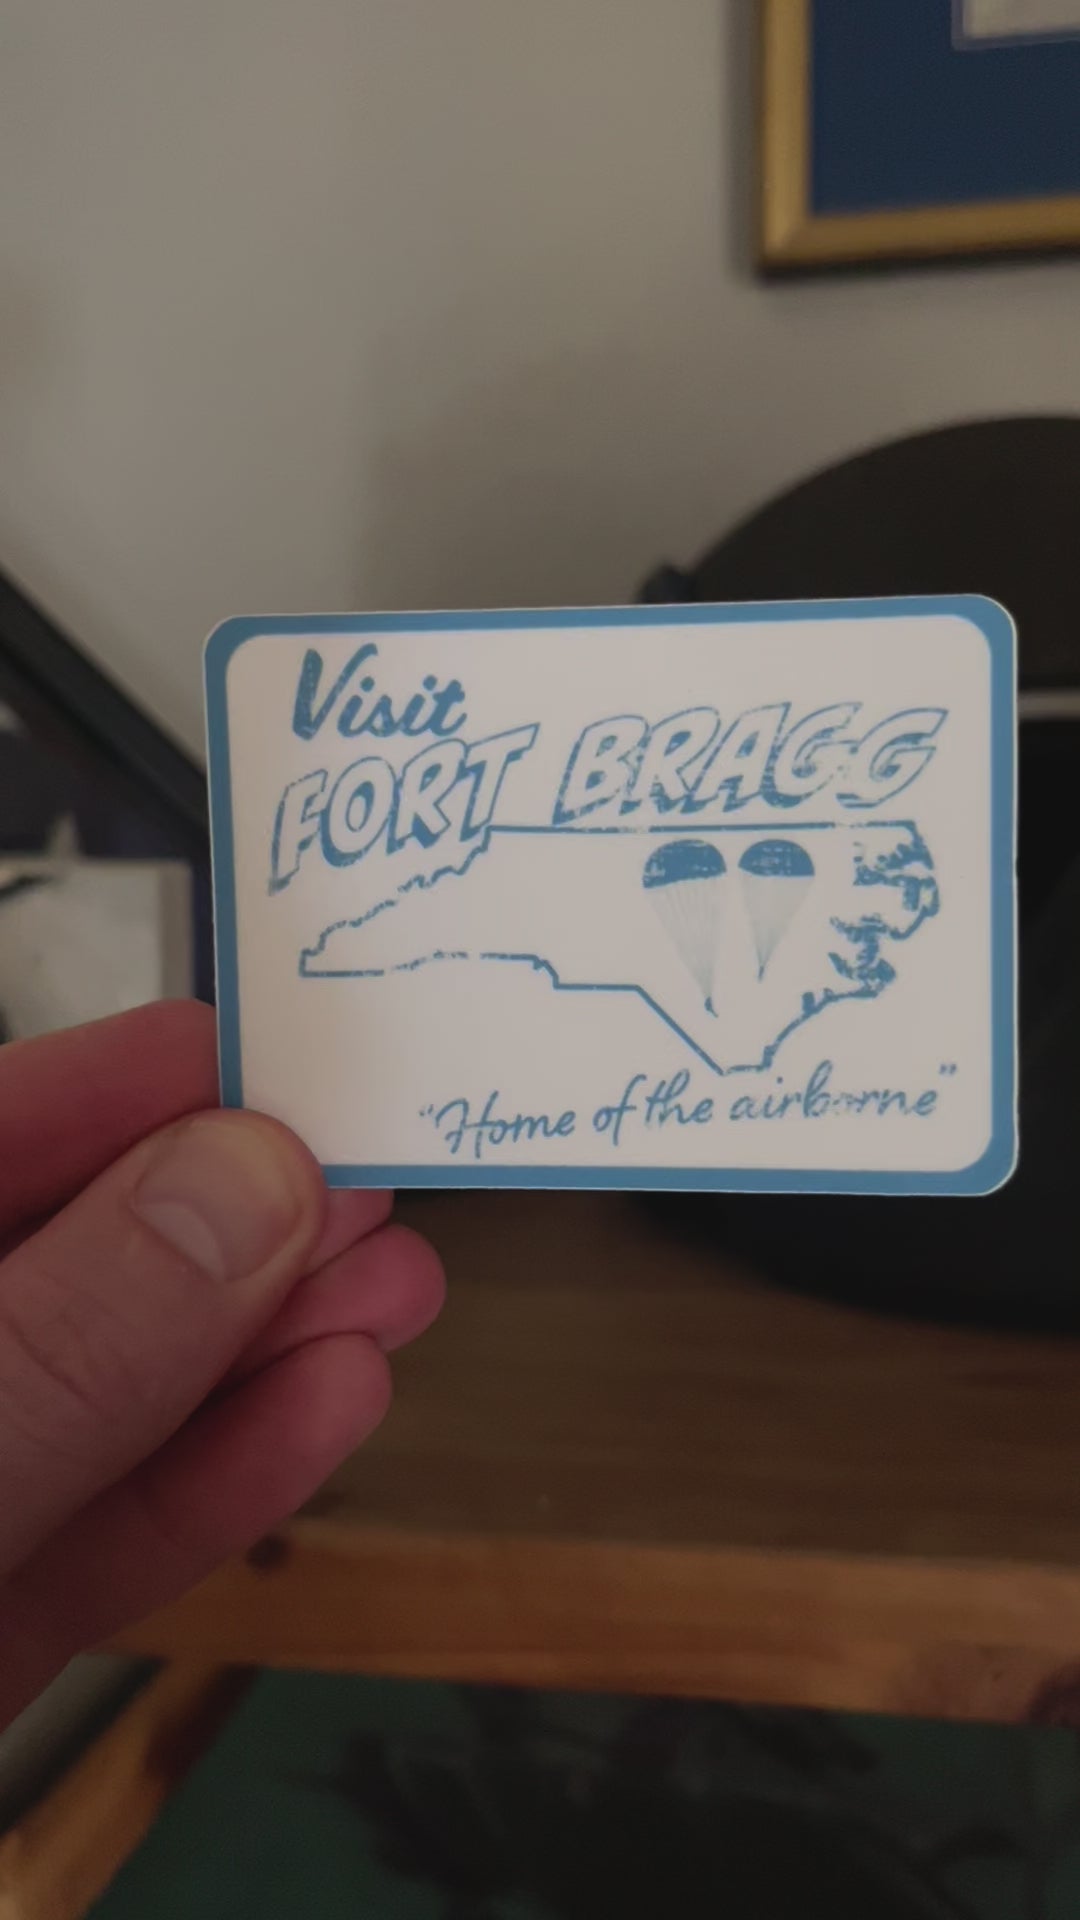 Visit
FORT BRAGG
"Home of the airborne"